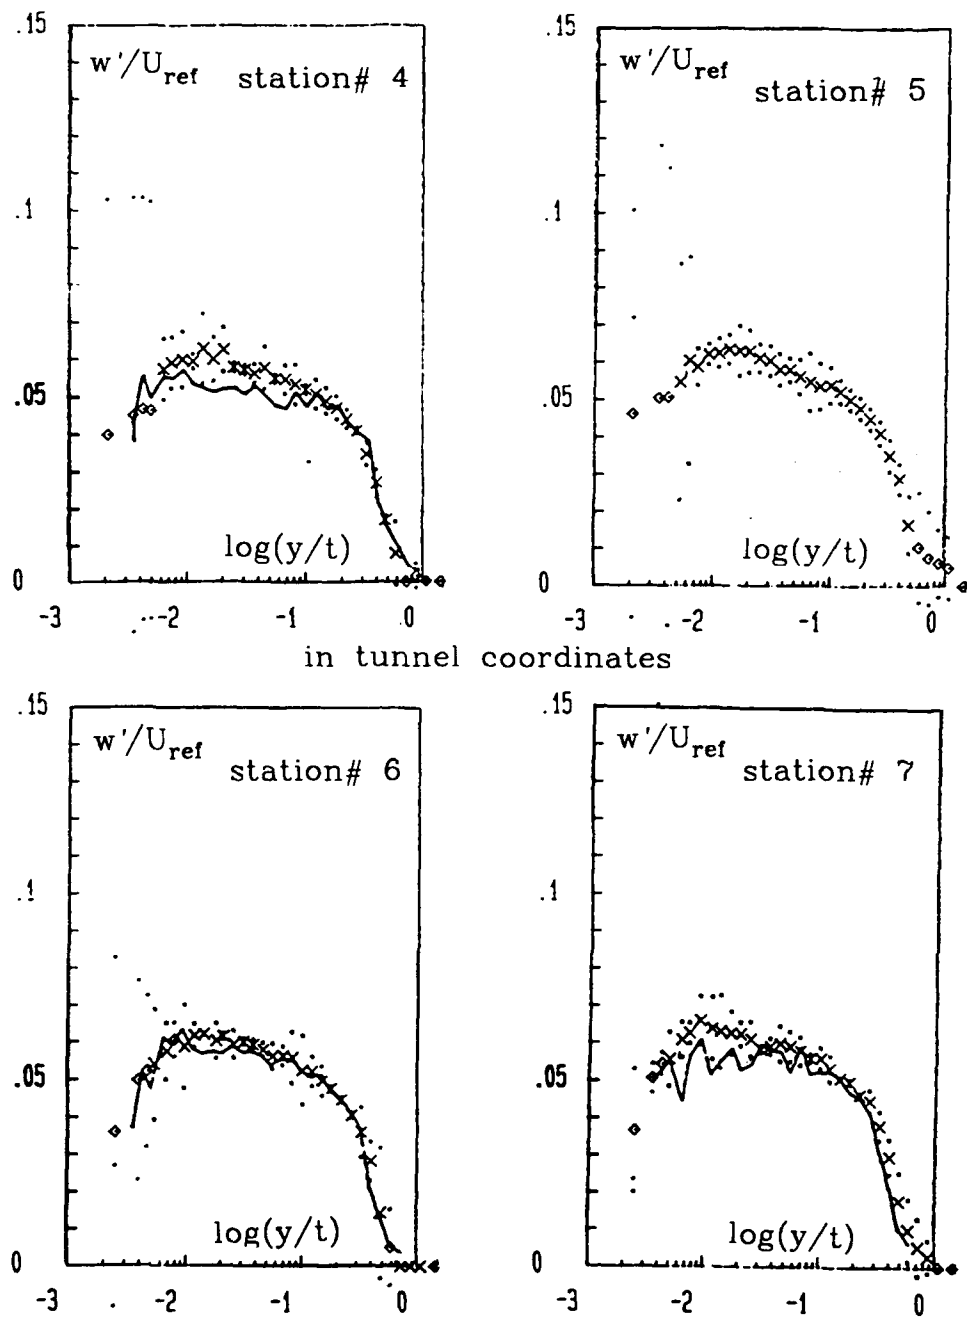 .15
.15
w'/U_ref
station# 4
w'/U_ref
station# 5
.1
.1
.05
.05
log(y/t)
log(y/t)
0
0
-3
-2
-1
0
-3
-2
-1
0
in tunnel coordinates
.15
.15
w'/U_ref
station# 6
w'/U_ref
station# 7
.1
.1
.05
.05
log(y/t)
log(y/t)
0
0
-3
-2
-1
0
-3
-2
-1
0